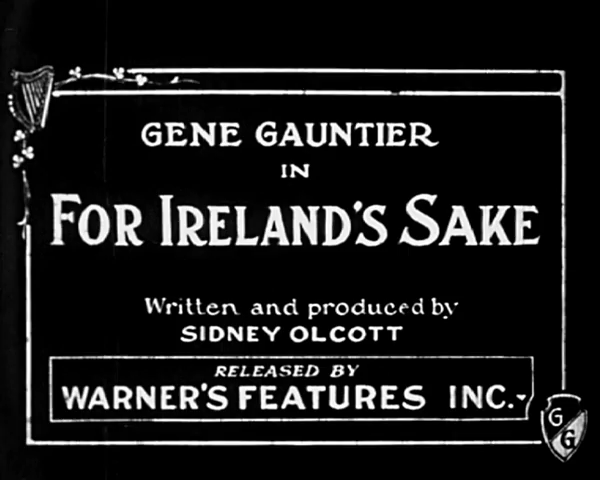 GENE GAUNTIER
IN
FOR IRELAND'S SAKE
Written and produced by
SIDNEY OLCOTT
RELEASED BY
WARNER'S FEATURES INC.
G
G